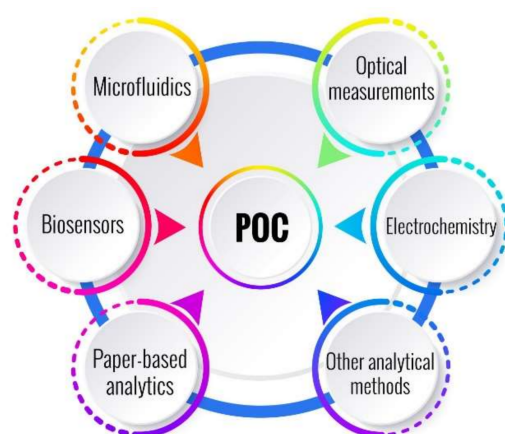 Microfluidics
Optical
measurements
Biosensors
POC
Electrochemistry
Paper-based
analytics
Other analytical
methods